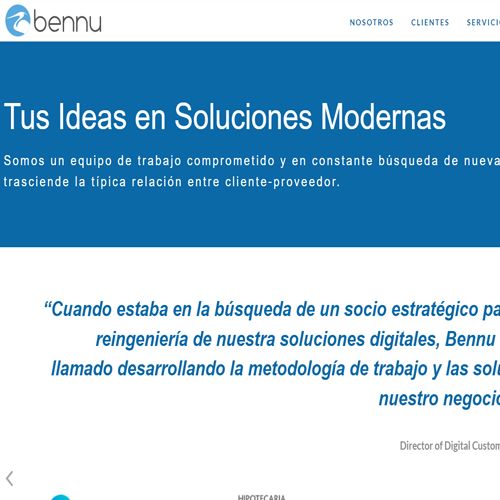 bennu
NOSOTROS CLIENTES SERVICI
Tus Ideas en Soluciones Modernas
Somos un equipo de trabajo comprometido y en constante búsqueda de nueva
trasciende la típica relación entre cliente-proveedor.
“Cuando estaba en la búsqueda de un socio estratégico pa
reingeniería de nuestra soluciones digitales, Bennu
llamado desarrollando la metodología de trabajo y las solu
nuestro negocio
Director of Digital Custom
HIPOTECARIA